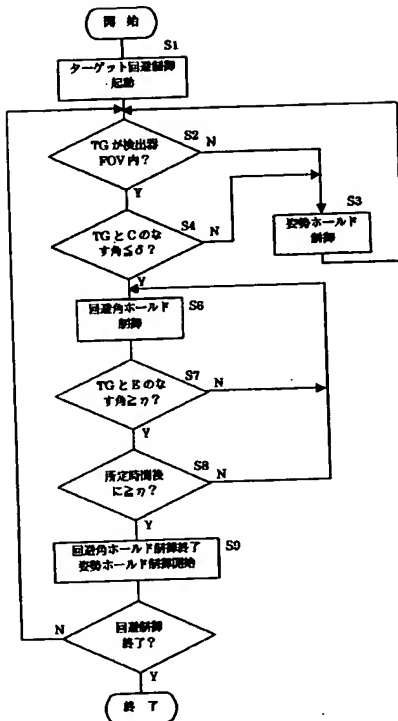 開 始
S1
ターゲット回避制御
起動
TGが検出器
FOV内?
S2
N
Y
TGとCのな
す角≦δ?
S4
N
Y
S3
姿勢ホールド
制御
回避角ホールド
制御
S6
TGとEのな
す角≧η?
S7
N
Y
所定時間後
に≧η?
S8
N
Y
回避角ホールド制御終了
姿勢ホールド制御開始
S9
回避制御
終了?
N
Y
終 了